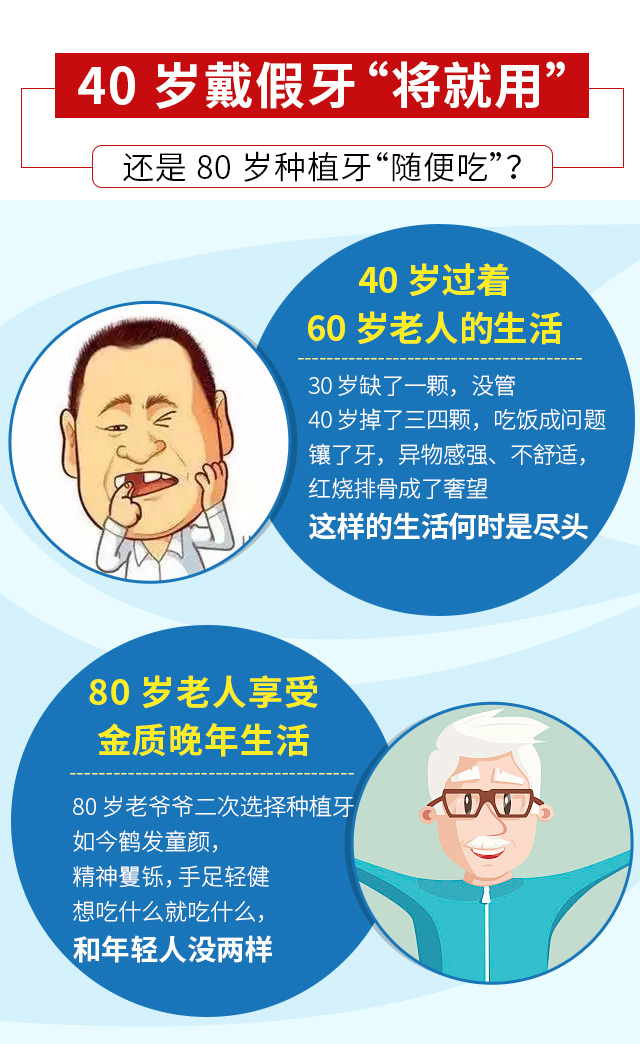 40 岁戴假牙“将就用”
还是 80 岁种植牙“随便吃”？
40 岁过着
60 岁老人的生活
30 岁缺了一颗，没管
40 岁掉了三四颗，吃饭成问题
镶了牙，异物感强、不舒适，
红烧排骨成了奢望
这样的生活何时是尽头
80 岁老人享受
金质晚年生活
80 岁老爷爷二次选择种植牙
如今鹤发童颜，
精神矍铄，手足轻健
想吃什么就吃什么，
和年轻人没两样